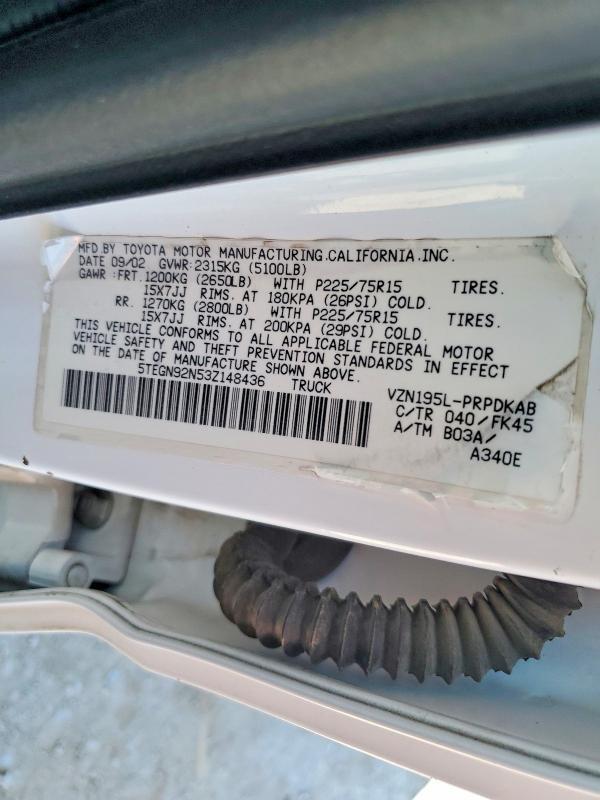 MFD.BY TOYOTA MOTOR MANUFACTURING.CALIFORNIA.INC.
DATE 09/02 GVWR:2315KG (5100LB)
GAWR:FRT.1200KG (2650LB) WITH P225/75R15 TIRES.
15X7JJ RIMS. AT 180KPA (26PSI) COLD.
RR. 1270KG (2800LB) WITH P225/75R15 TIRES.
15X7JJ RIMS. AT 200KPA (29PSI) COLD.
THIS VEHICLE CONFORMS TO ALL APPLICABLE FEDERAL MOTOR
VEHICLE SAFETY AND THEFT PREVENTION STANDARDS IN EFFECT
ON THE DATE OF MANUFACTURE SHOWN ABOVE.
5TEGN92N53Z148436 TRUCK
VZN195L-PRPDKAB
C/TR 040/FK45
A/TM B03A/
A340E